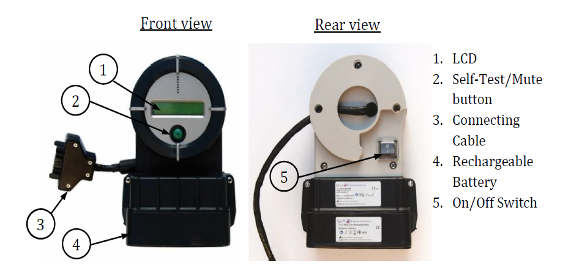 Front view
Rear view
1
2
3
4
5
1. LCD
2. Self-Test/Mute
button
3. Connecting
Cable
4. Rechargeable
Battery
5. On/Off Switch